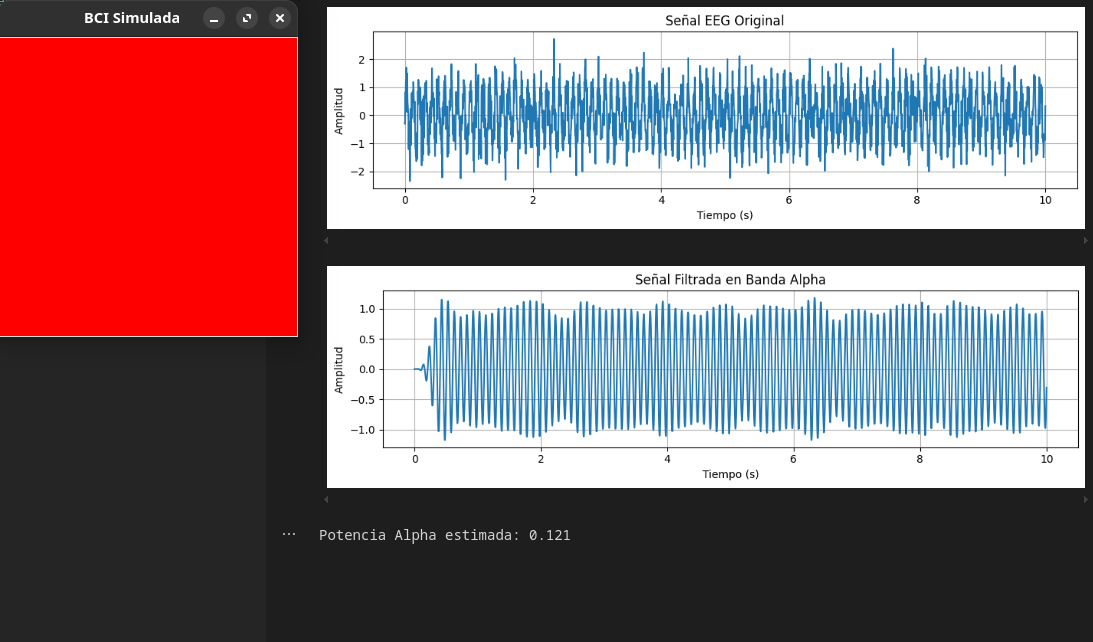 BCI Simulada
Señal EEG Original
2
1
0
−1
−2
Amplitud
0 2 4 6 8 10
Tiempo (s)
Señal Filtrada en Banda Alpha
1.0
0.5
0.0
−0.5
−1.0
Amplitud
0 2 4 6 8 10
Tiempo (s)
... Potencia Alpha estimada: 0.121